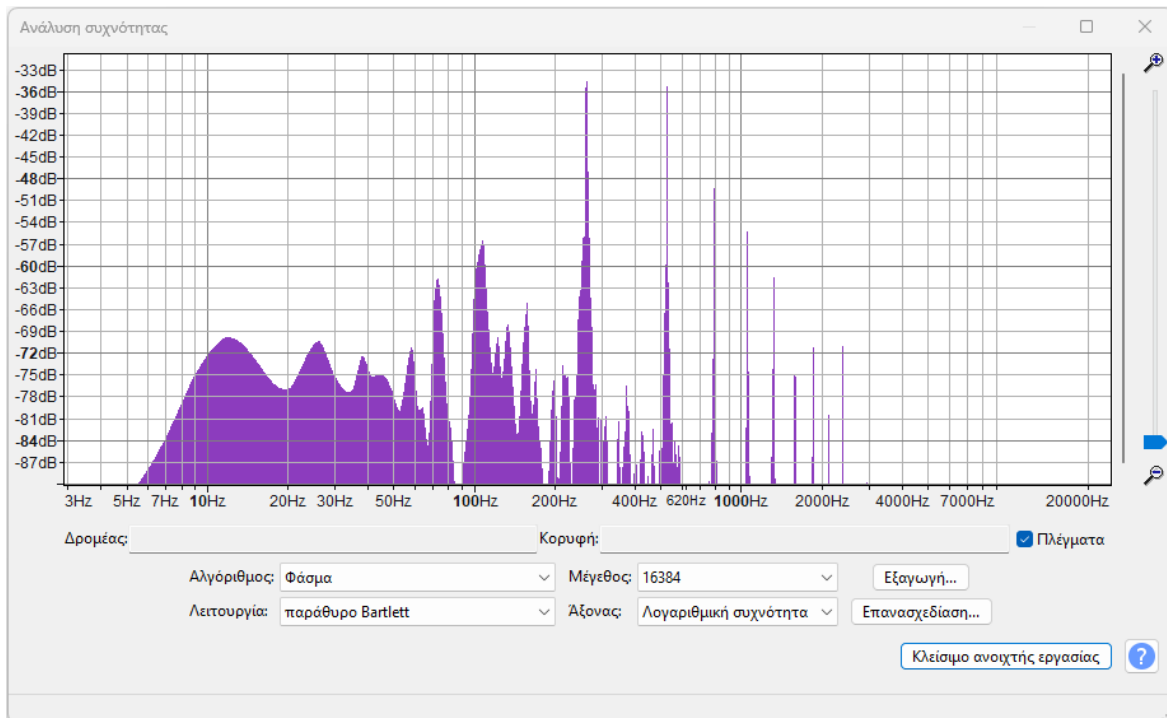 Ανάλυση συχνότητας
-33dB
-36dB
-39dB
-42dB
-45dB
-48dB
-51dB
-54dB
-57dB
-60dB
-63dB
-66dB
-69dB
-72dB
-75dB
-78dB
-81dB
-84dB
-87dB
3Hz 5Hz 7Hz 10Hz 20Hz 30Hz 50Hz 100Hz 200Hz 400Hz 620Hz 1000Hz 2000Hz 4000Hz 7000Hz 20000Hz
Δρομέας: Κορυφή: Πλέγματα
Αλγόριθμος: Φάσμα Μέγεθος: 16384 Εξαγωγή...
Λειτουργία: παράθυρο Bartlett Άξονας: Λογαριθμική συχνότητα Επανασχεδίαση...
Κλείσιμο ανοιχτής εργασίας ?